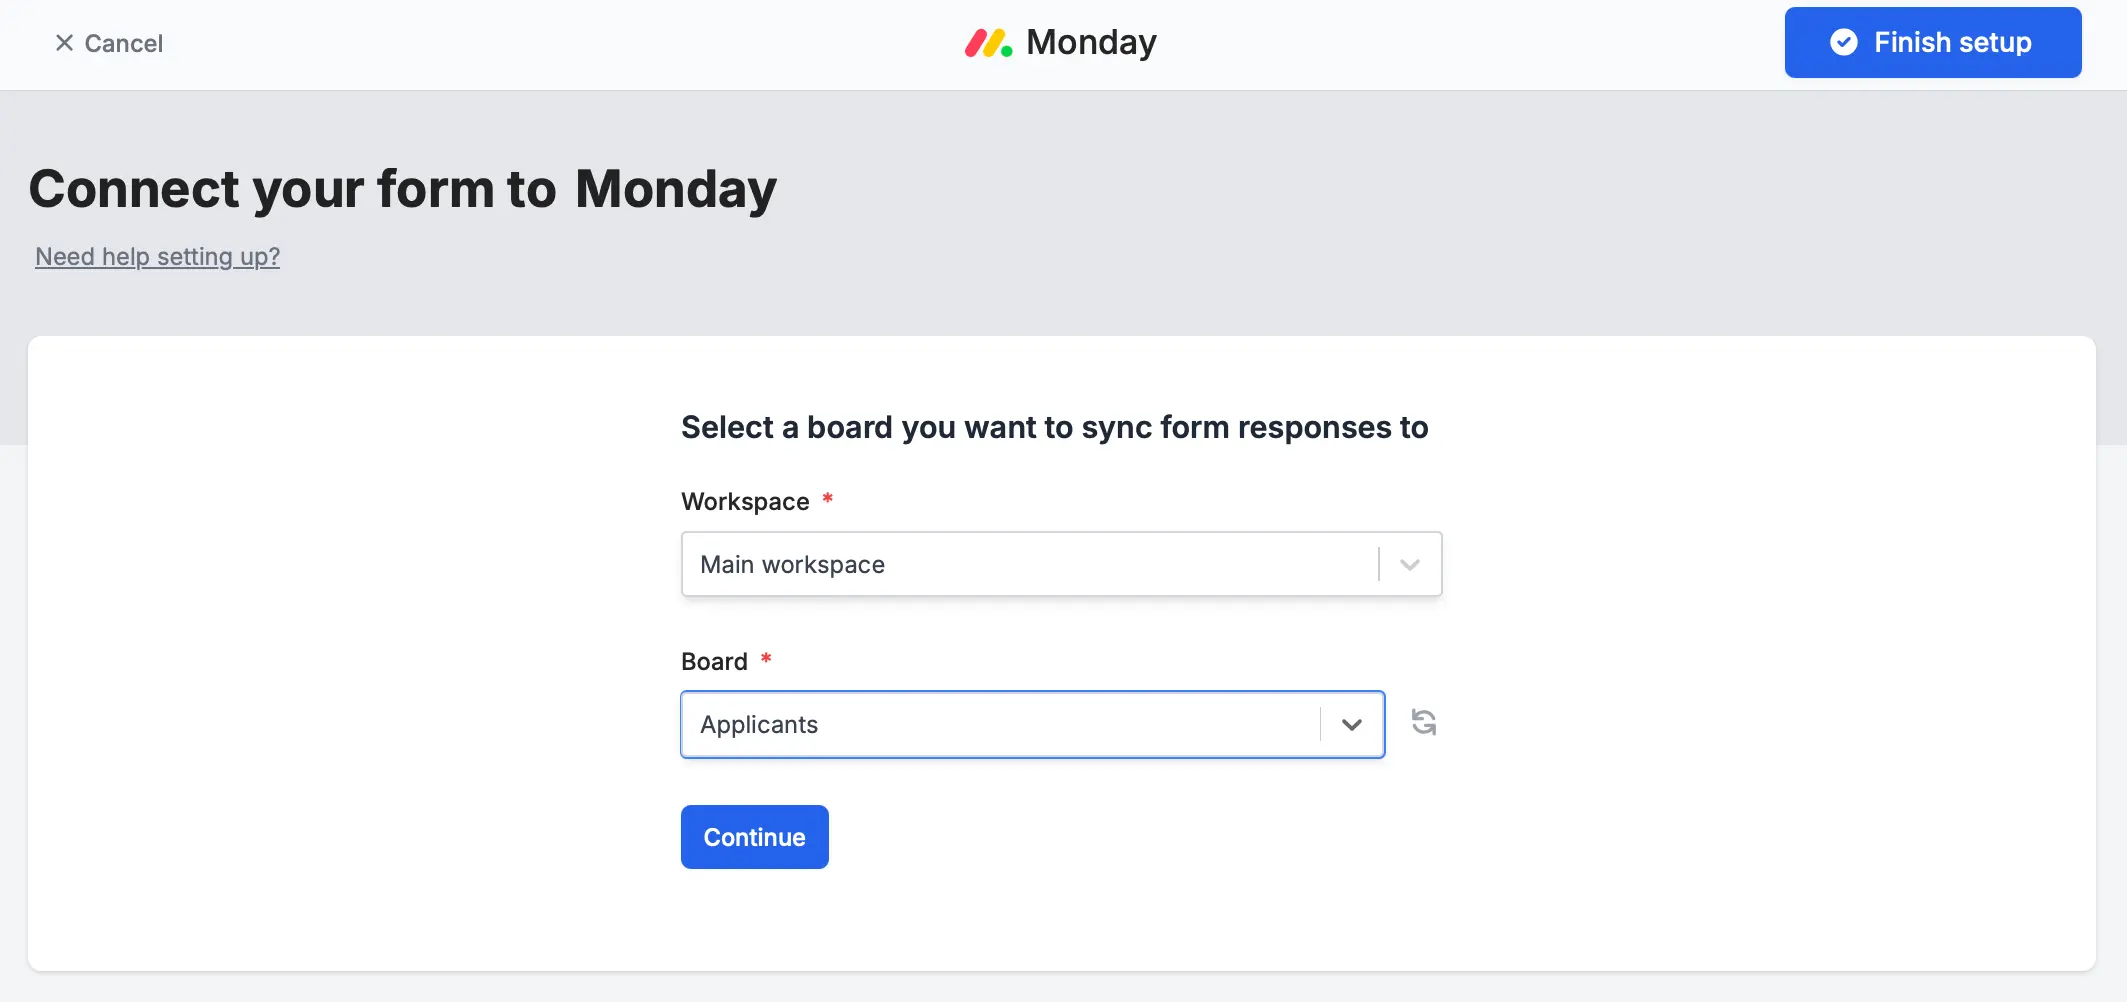 Cancel
Monday
Finish setup
Connect your form to Monday
Need help setting up?
Select a board you want to sync form responses to
Workspace *
Main workspace
Board *
Applicants
Continue